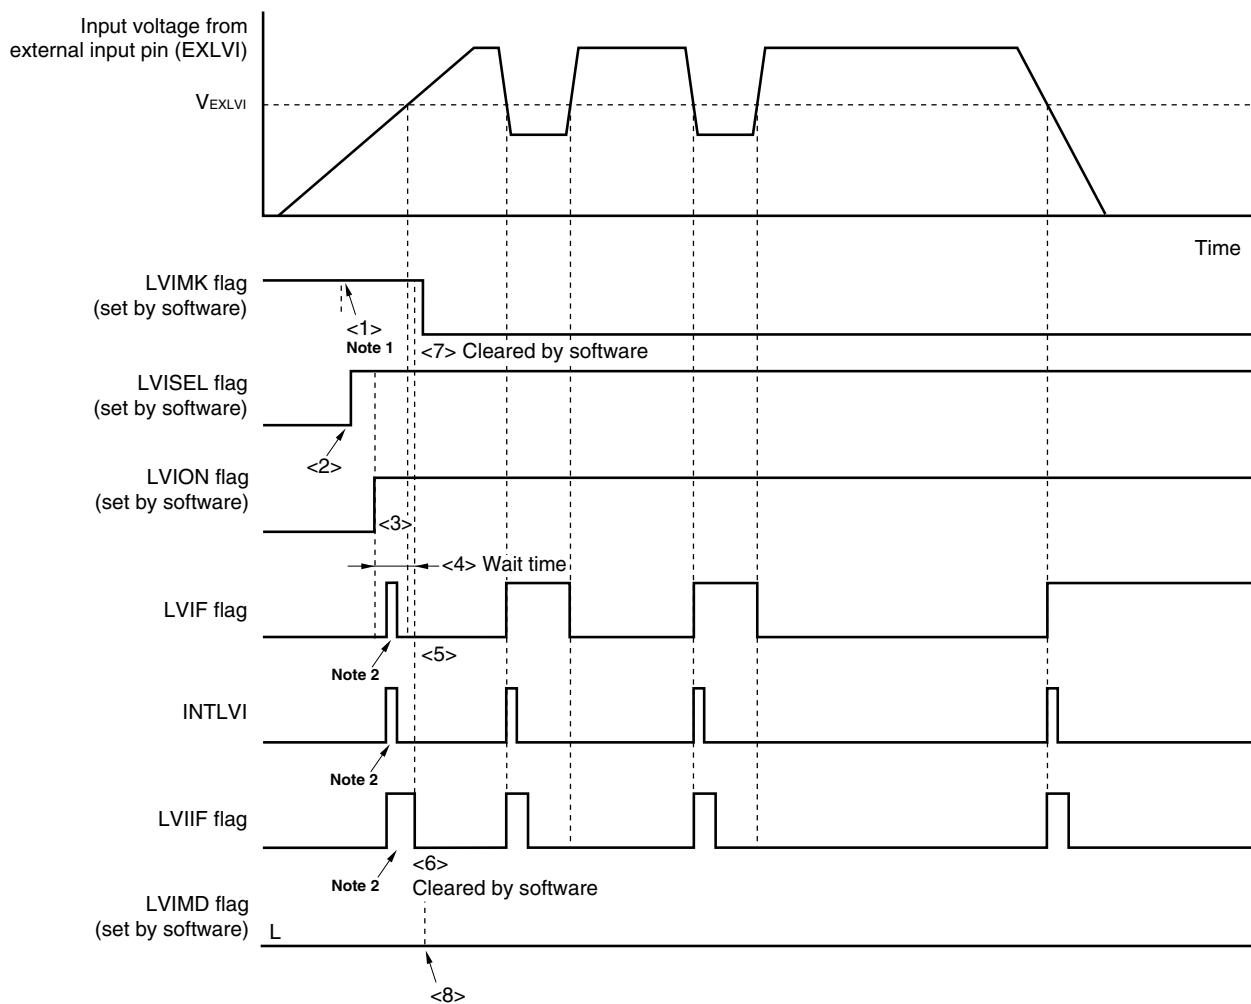 Input voltage from
external input pin (EXLVI)
VEXLVI
Time
LVIMK flag
(set by software)
<1>
Note 1
<7> Cleared by software
LVISEL flag
(set by software)
<2>
LVION flag
(set by software)
<3>
<4> Wait time
LVIF flag
Note 2
<5>
INTLVI
Note 2
LVIIF flag
Note 2
<6>
Cleared by software
LVIMD flag
(set by software)
L
<8>